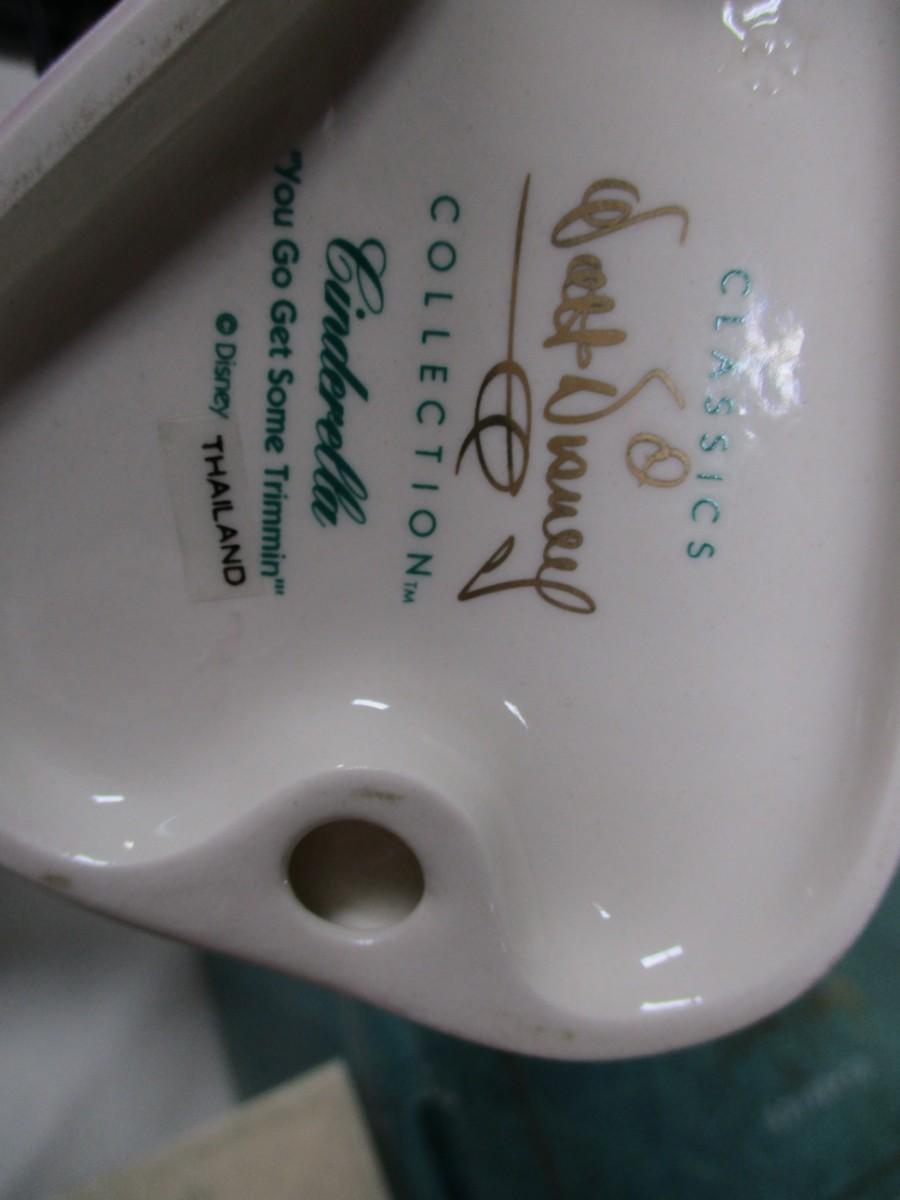 CLASSICS
Walt Disney
COLLECTION™
Cinderella
"You Go Get Some Trimmin'"
© Disney
THAILAND